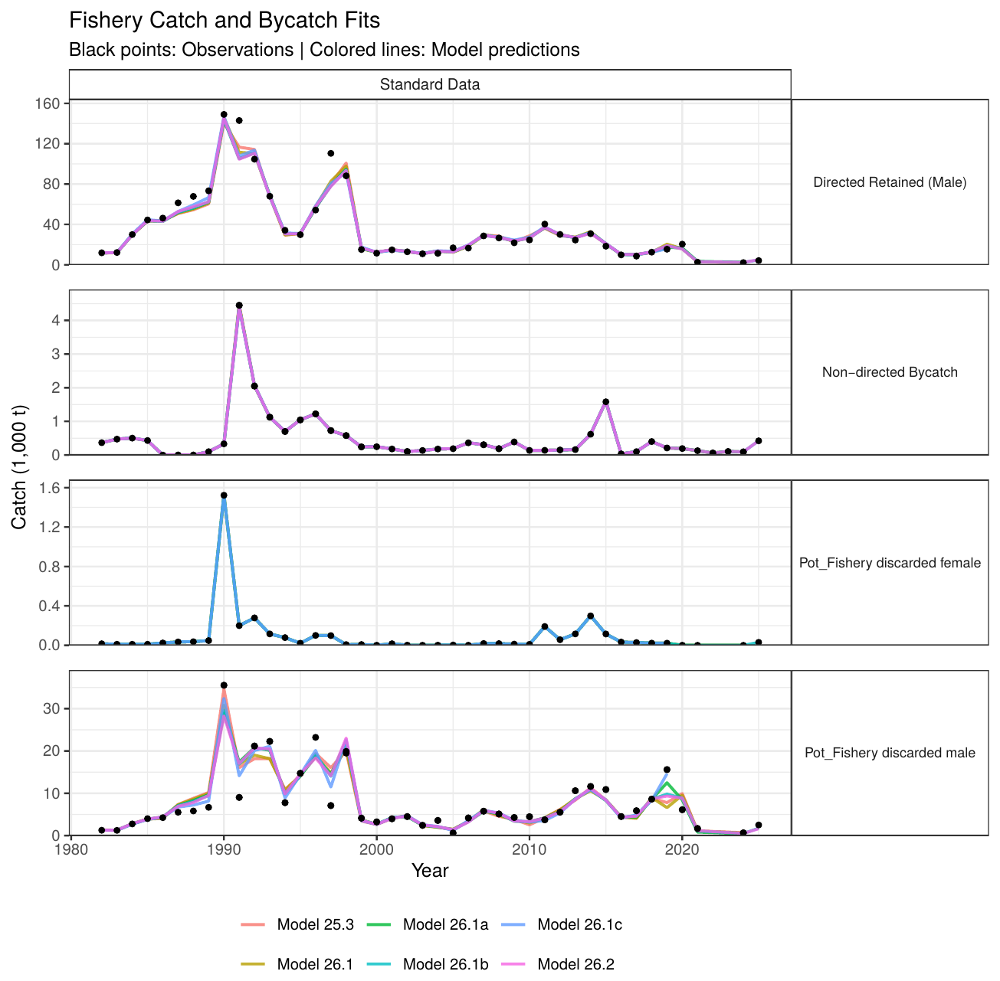 Fishery Catch and Bycatch Fits
Black points: Observations | Colored lines: Model predictions
Standard Data
160
120
80
40
0
Directed Retained (Male)
4
3
2
1
0
Non−directed Bycatch
1.6
1.2
0.8
0.4
0.0
Pot_Fishery discarded female
30
20
10
0
Pot_Fishery discarded male
Catch (1,000 t)
1980 1990 2000 2010 2020
Year
Model 25.3 Model 26.1a Model 26.1c
Model 26.1 Model 26.1b Model 26.2